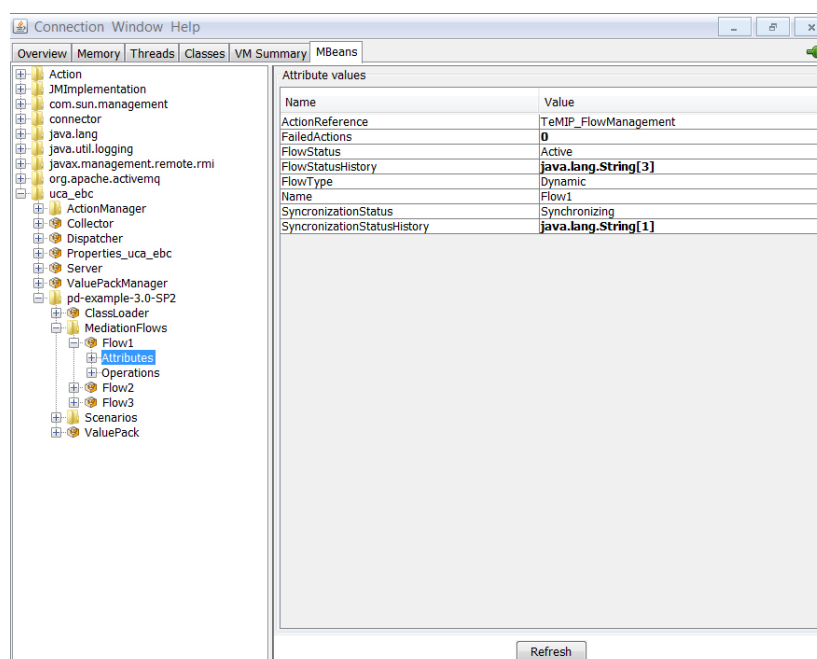 Connection Window Help
Overview Memory Threads Classes VM Summary MBeans
Action
JMImplementation
com.sun.management
connector
java.lang
java.util.logging
javax.management.remote.rmi
org.apache.activemq
uca_ebc
ActionManager
Collector
Dispatcher
Properties_uca_ebc
Server
ValuePackManager
pd-example-3.0-SP2
ClassLoader
MediationFlows
Flow1
Attributes
Operations
Flow2
Flow3
Scenarios
ValuePack
Attribute values
Name Value
ActionReference TeMIP_FlowManagement
FailedActions 0
FlowStatus Active
FlowStatusHistory java.lang.String[3]
FlowType Dynamic
Name Flow1
SyncronizationStatus Synchronizing
SyncronizationStatusHistory java.lang.String[1]
Refresh